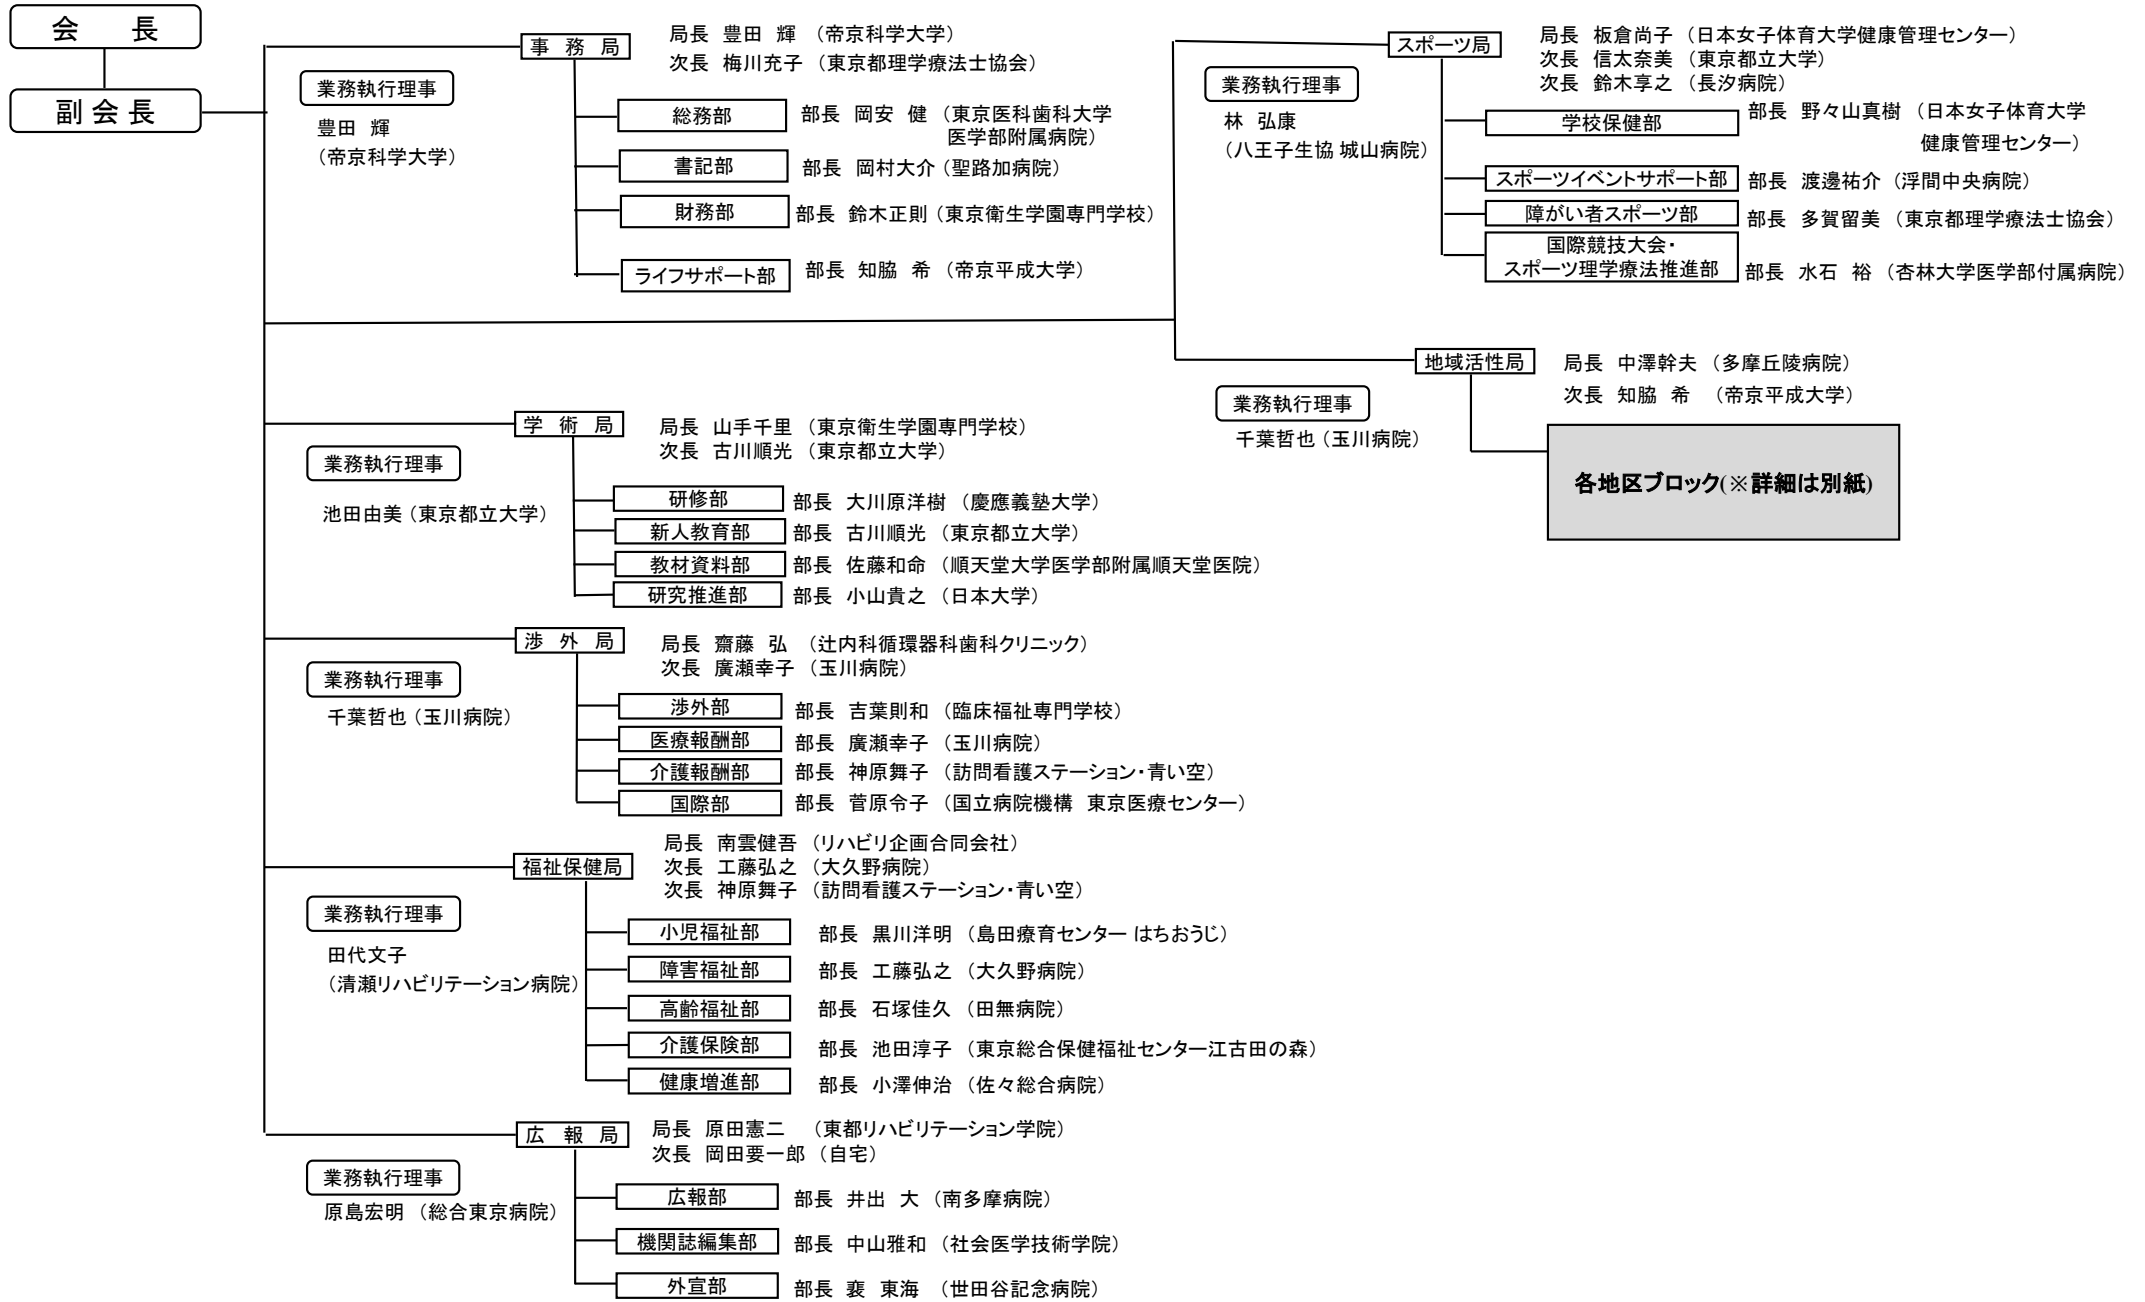 会　　長
副 会 長
事　務　局
局長　豊田　輝　（帝京科学大学）
次長　梅川充子　（東京都理学療法士協会）
業務執行理事
豊田　輝
（帝京科学大学）
総務部
部長　岡安　健　（東京医科歯科大学
医学部附属病院）
書記部
部長　岡村大介（聖路加病院）
財務部
部長　鈴木正則（東京衛生学園専門学校）
ライフサポート部
部長　知脇　希　（帝京平成大学）
学　術　局
局長　山手千里　（東京衛生学園専門学校）
次長　古川順光　（東京都立大学）
業務執行理事
池田由美（東京都立大学）
研修部
部長　大川原洋樹　（慶應義塾大学）
新人教育部
部長　古川順光　（東京都立大学）
教材資料部
部長　佐藤和命　（順天堂大学医学部附属順天堂医院）
研究推進部
部長　小山貴之　（日本大学）
渉　外　局
局長　齋藤　弘　（辻内科循環器科歯科クリニック）
次長　廣瀬幸子　（玉川病院）
業務執行理事
千葉哲也（玉川病院）
渉外部
部長　吉葉則和　（臨床福祉専門学校）
医療報酬部
部長　廣瀬幸子　（玉川病院）
介護報酬部
部長　神原舞子　（訪問看護ステーション・青い空）
国際部
部長　菅原令子　（国立病院機構　東京医療センター）
福祉保健局
局長　南雲健吾　（リハビリ企画合同会社）
次長　工藤弘之　（大久野病院）
次長　神原舞子　（訪問看護ステーション・青い空）
業務執行理事
田代文子
（清瀬リハビリテーション病院）
小児福祉部
部長　黒川洋明　（島田療育センター はちおうじ）
障害福祉部
部長　工藤弘之　（大久野病院）
高齢福祉部
部長　石塚佳久　（田無病院）
介護保険部
部長　池田淳子　（東京総合保健福祉センター江古田の森）
健康増進部
部長　小澤伸治　（佐々総合病院）
広　報　局
局長　原田憲二　（東都リハビリテーション学院）
次長　岡田要一郎　（自宅）
業務執行理事
原島宏明　（総合東京病院）
広報部
部長　井出　大　（南多摩病院）
機関誌編集部
部長　中山雅和　（社会医学技術学院）
外宣部
部長　裵　東海　（世田谷記念病院）
スポーツ局
局長　板倉尚子　（日本女子体育大学健康管理センター）
次長　信太奈美　（東京都立大学）
次長　鈴木享之　（長汐病院）
業務執行理事
林　弘康
（八王子生協 城山病院）
学校保健部
部長　野々山真樹　（日本女子体育大学
健康管理センター）
スポーツイベントサポート部
部長　渡邊祐介　（浮間中央病院）
障がい者スポーツ部
部長　多賀留美　（東京都理学療法士協会）
国際競技大会・
スポーツ理学療法推進部
部長　水石　裕　（杏林大学医学部付属病院）
地域活性局
局長　中澤幹夫　（多摩丘陵病院）
次長　知脇　希　（帝京平成大学）
業務執行理事
千葉哲也（玉川病院）
各地区ブロック(※詳細は別紙)